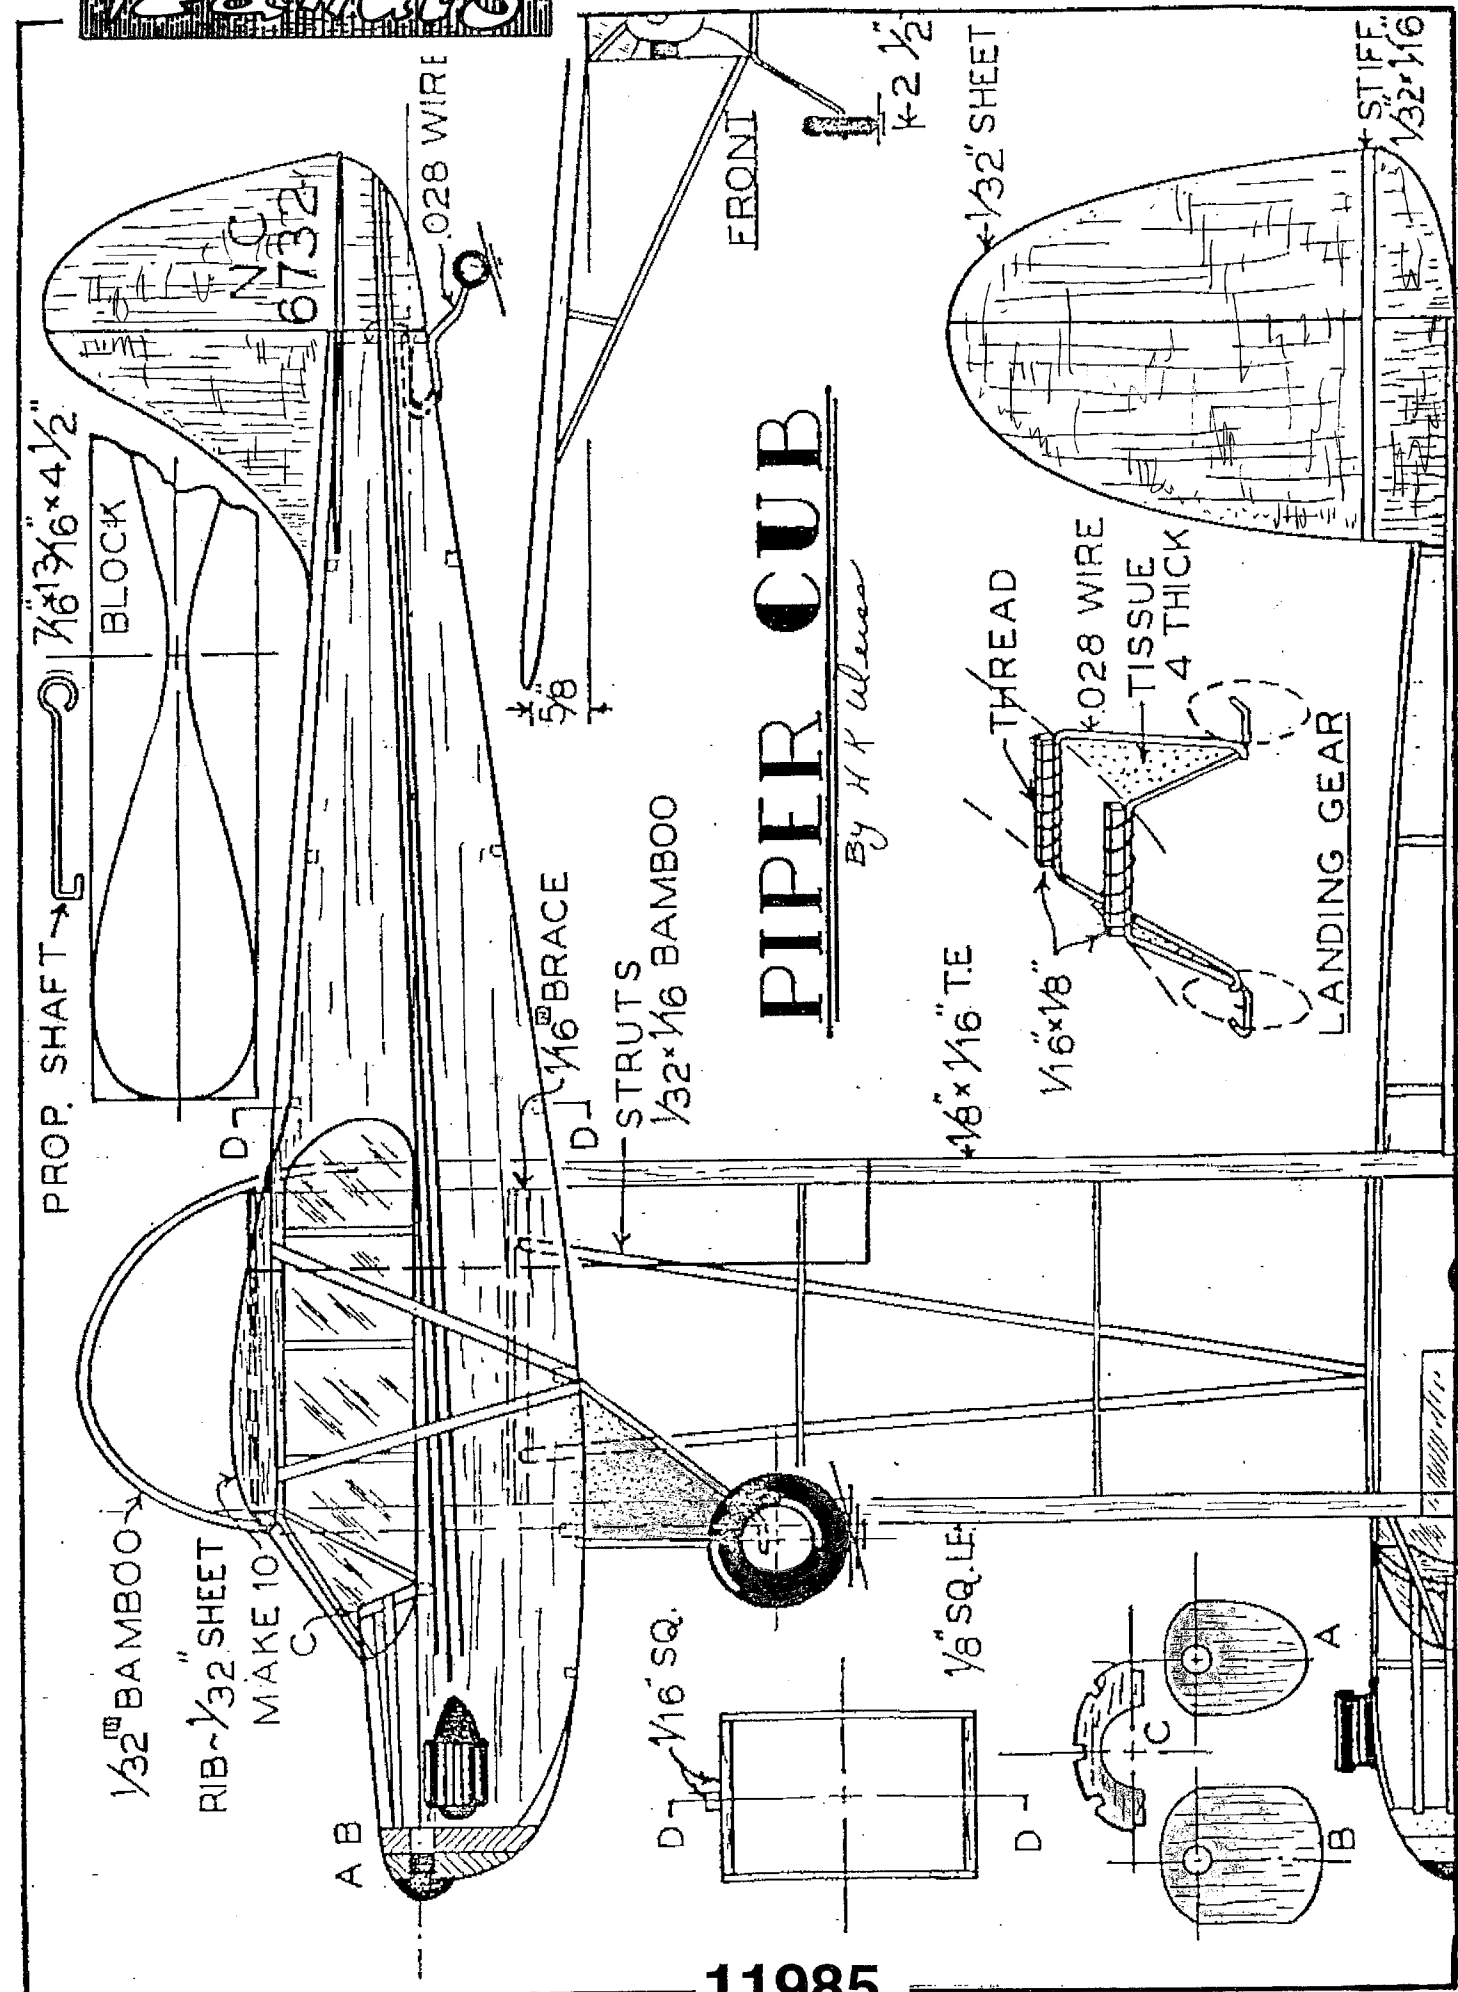 PROP. SHAFT
7/16"×13/16"×4 1/2"
BLOCK
N C
6732
.028 WIRE
D
1/32" BAMBOO
RIB~1/32" SHEET
MAKE 10
C
A B
1/16" BRACE
D
STRUTS
1/32×1/16 BAMBOO
5/8"
FRONT
2 1/2"
PIPER CUB
By H K
1/32" SHEET
STIFF.
1/32"×1/16"
THREAD
.028 WIRE
TISSUE
4 THICK
1/16"×1/8"
LANDING GEAR
1/8"×1/16" T.E
1/8" SQ. L.E.
1/16" SQ.
D
D
C
A
B
11985